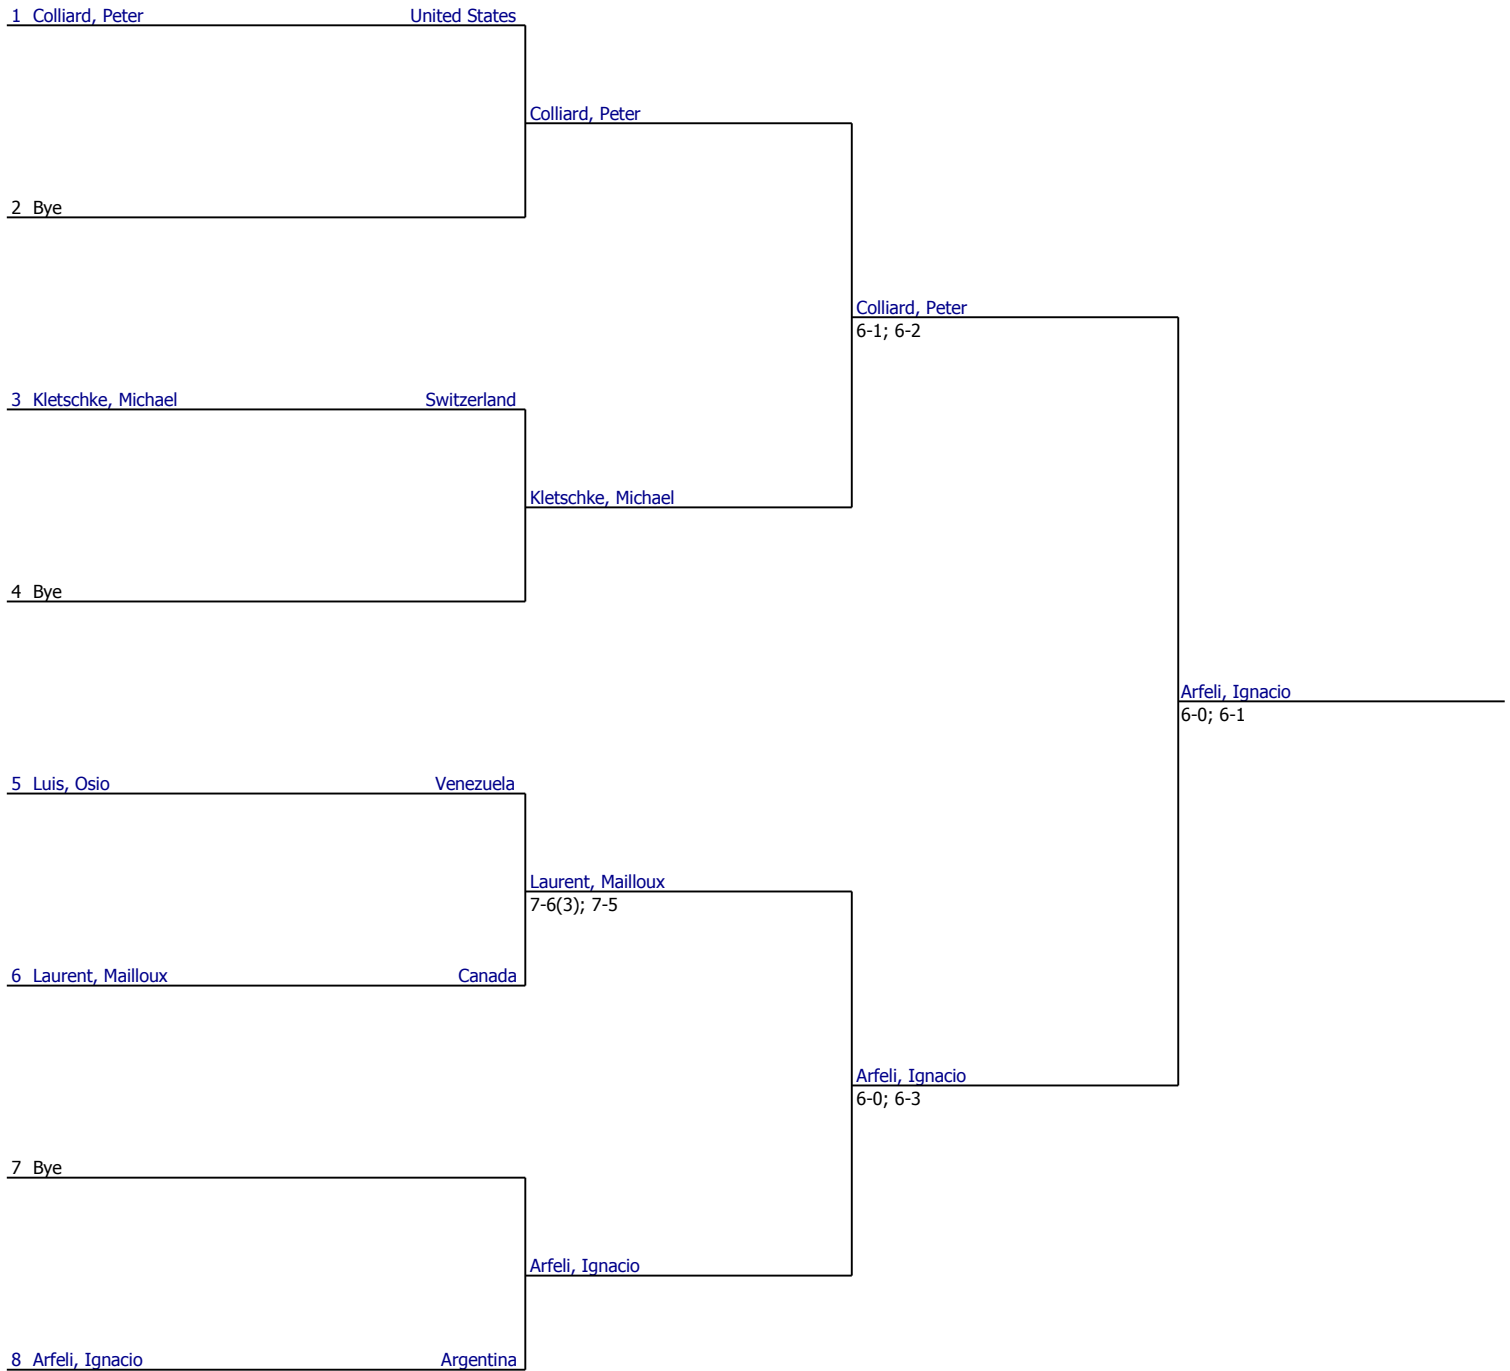 1 Colliard, Peter United States
Colliard, Peter
2 Bye
Colliard, Peter
6-1; 6-2
3 Kletschke, Michael Switzerland
Kletschke, Michael
4 Bye
Arfeli, Ignacio
6-0; 6-1
5 Luis, Osio Venezuela
Laurent, Mailloux
7-6(3); 7-5
6 Laurent, Mailloux Canada
Arfeli, Ignacio
6-0; 6-3
7 Bye
Arfeli, Ignacio
8 Arfeli, Ignacio Argentina